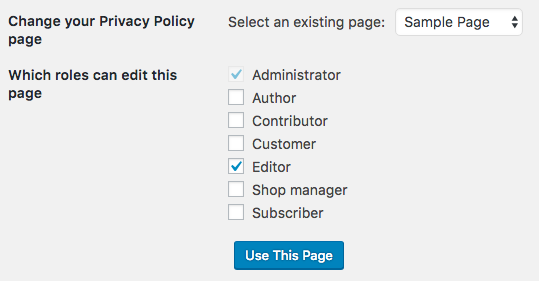 Change your Privacy Policy page
Select an existing page: Sample Page
Which roles can edit this page
Administrator
Author
Contributor
Customer
Editor
Shop manager
Subscriber
Use This Page